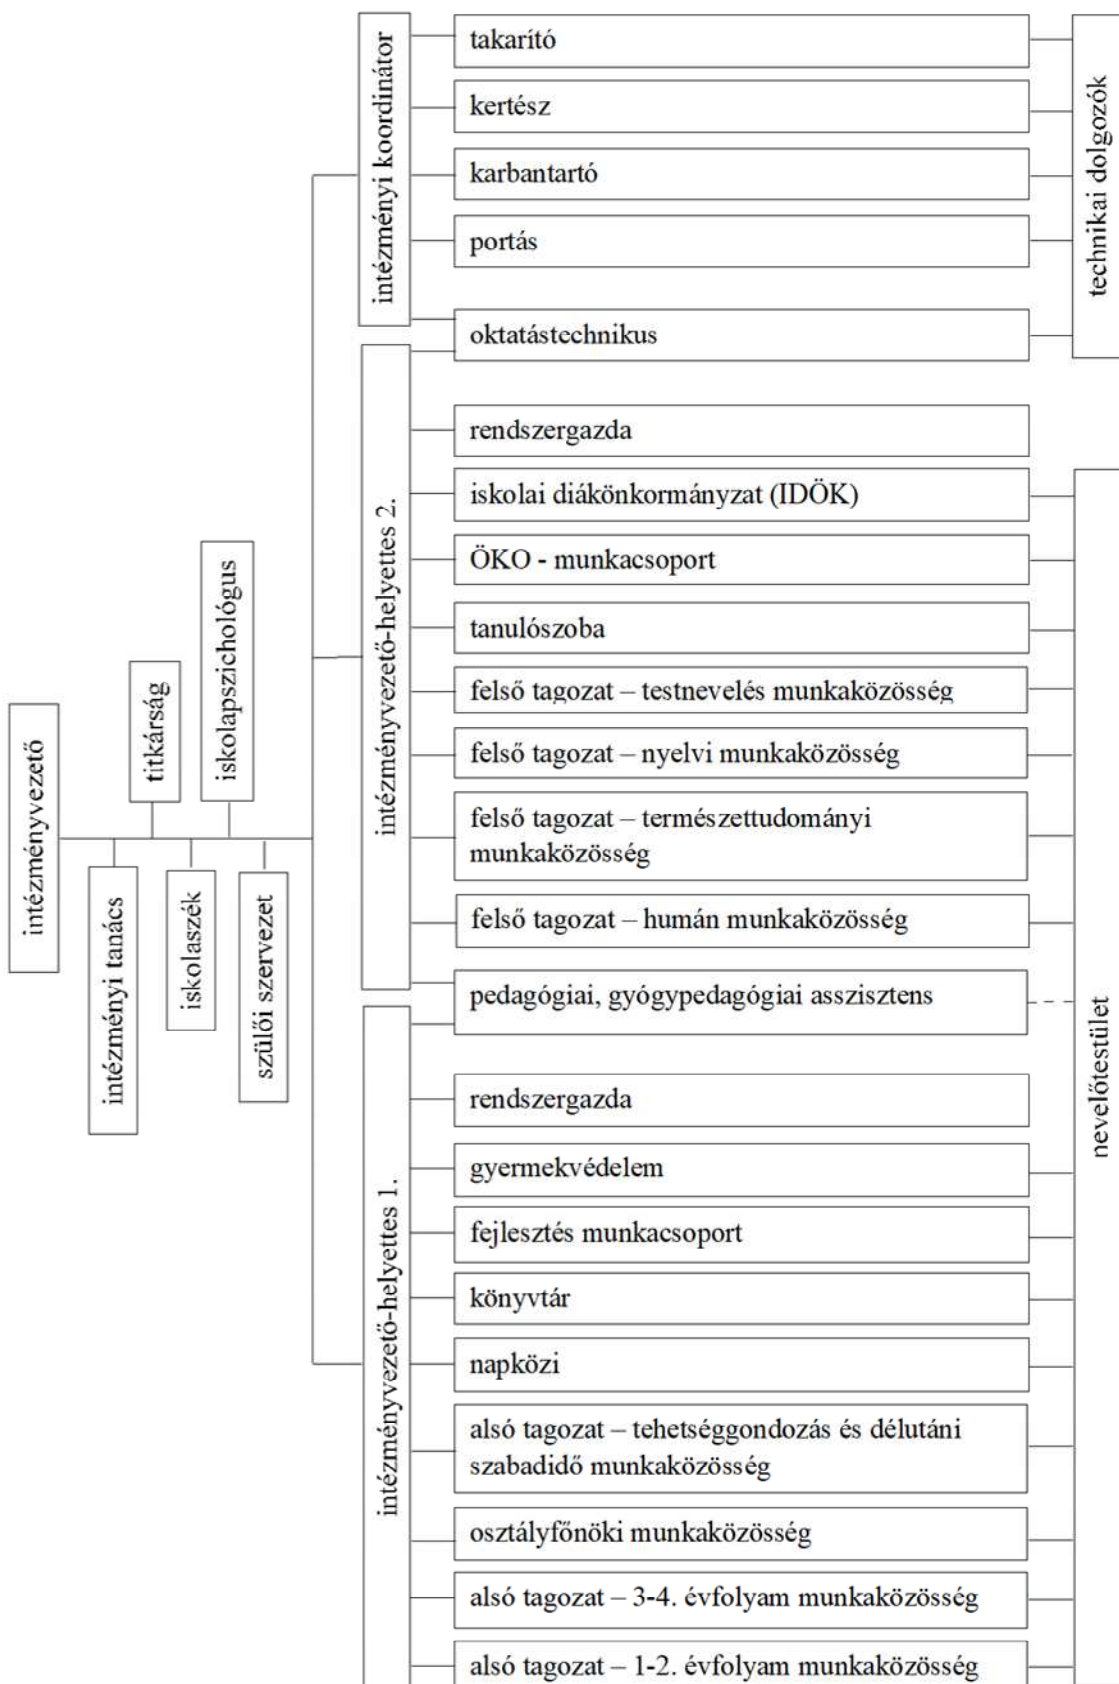 intézményvezető
intézményi tanács
titkárság
iskolaszék
iskolapszichológus
szülői szervezet
intézményi koordinátor
takarító
kertész
karbantartó
portás
oktatástechnikus
technikai dolgozók
intézményvezető-helyettes 2.
rendszergazda
iskolai diákönkormányzat (IDÖK)
ÖKO - munkacsoport
tanulószoba
felső tagozat – testnevelés munkaközösség
felső tagozat – nyelvi munkaközösség
felső tagozat – természettudományi
munkaközösség
felső tagozat – humán munkaközösség
pedagógiai, gyógypedagógiai asszisztens
intézményvezető-helyettes 1.
rendszergazda
gyermekvédelem
fejlesztés munkacsoport
könyvtár
napközi
alsó tagozat – tehetséggondozás és délutáni
szabadidő munkaközösség
osztályfőnöki munkaközösség
alsó tagozat – 3-4. évfolyam munkaközösség
alsó tagozat – 1-2. évfolyam munkaközösség
nevelőtestület